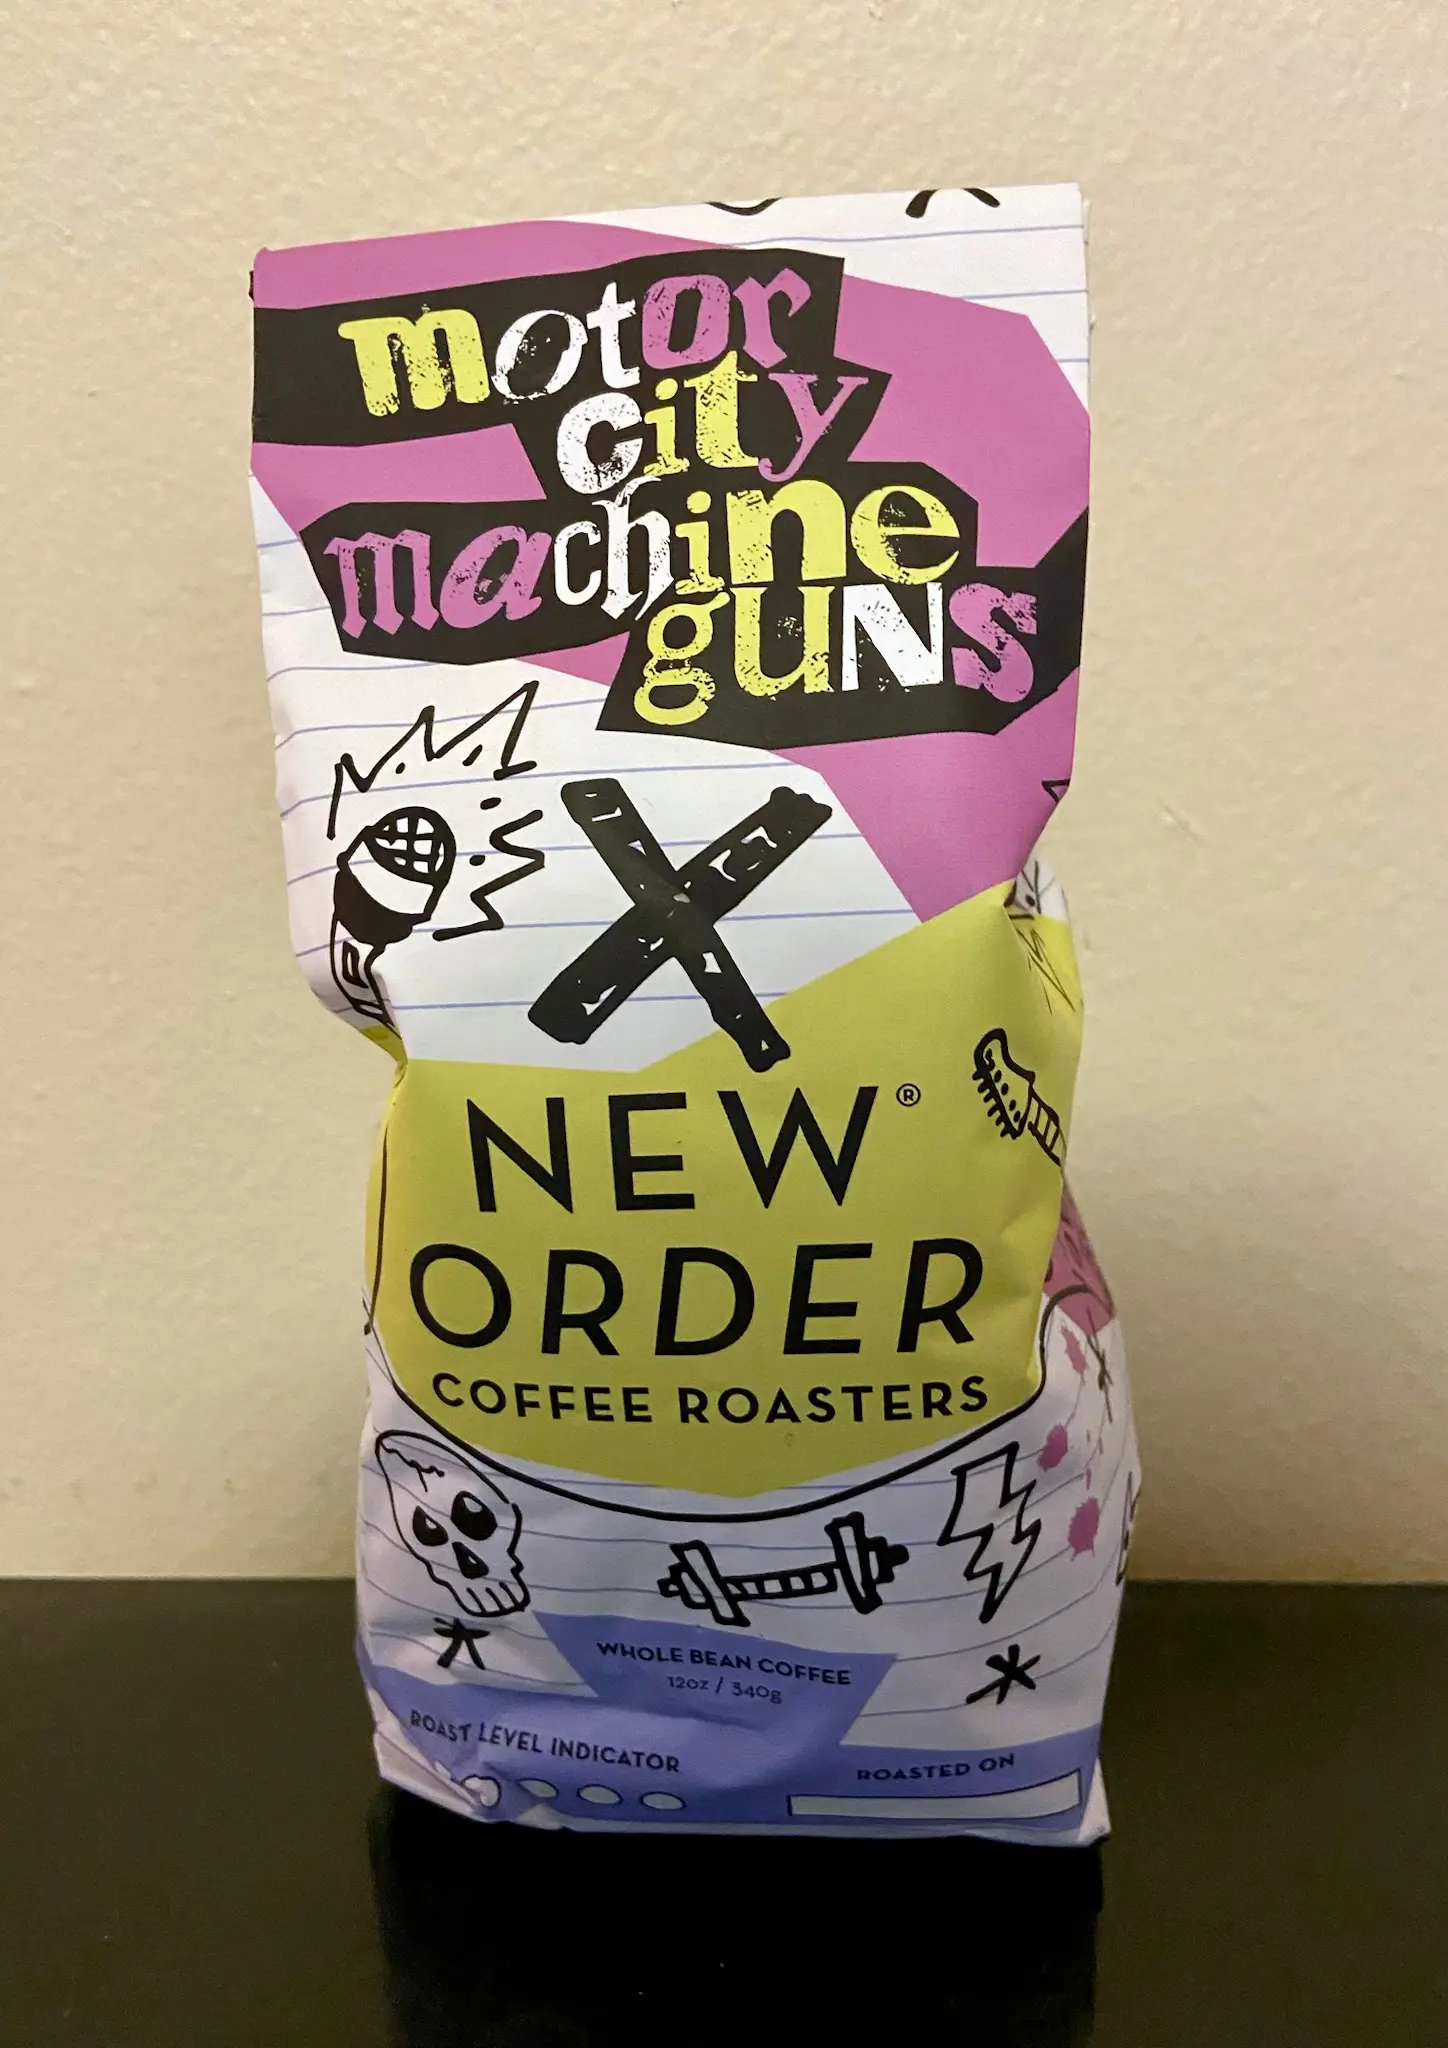 motor
city
machine
guNs
NEW®
ORDER
COFFEE ROASTERS
WHOLE BEAN COFFEE
12oz / 340g
ROAST LEVEL INDICATOR
ROASTED ON